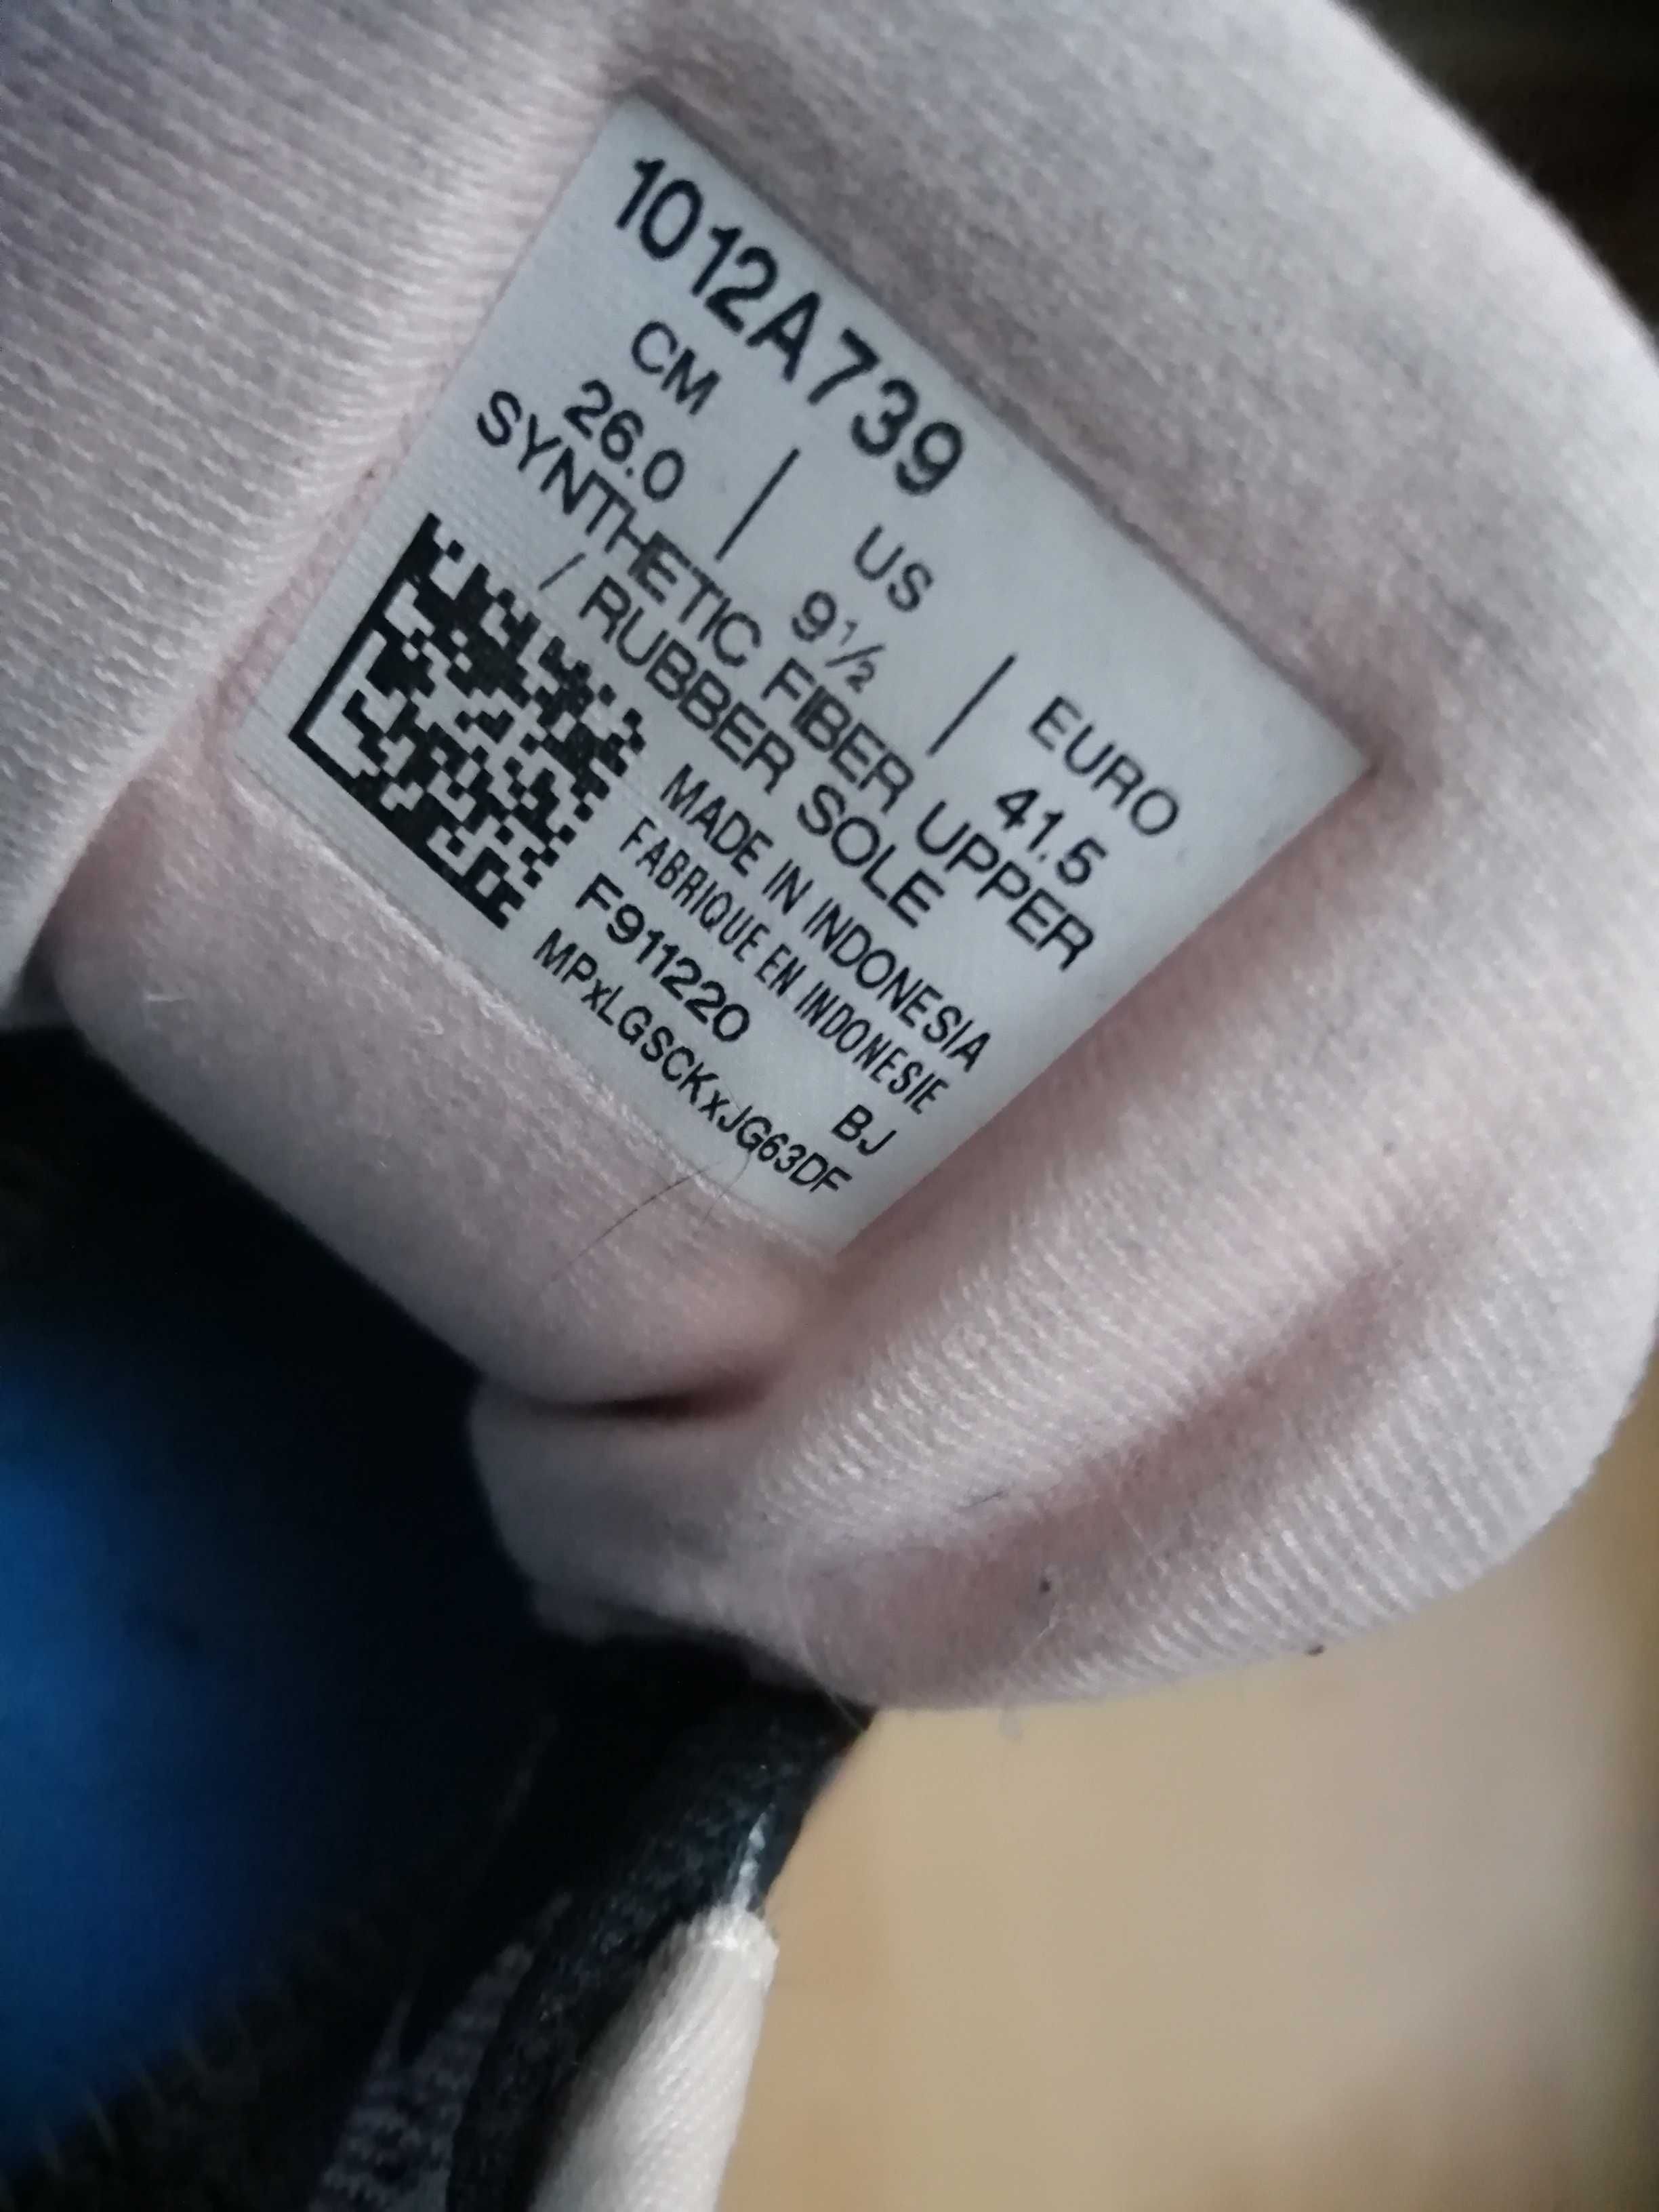 1012A739
CM | US | EURO
26.0 9½ 41.5
SYNTHETIC FIBER UPPER
/ RUBBER SOLE
MADE IN INDONESIA
FABRIQUE EN INDONESIE
F911220 BJ
MPxLGSCKxJG63DF